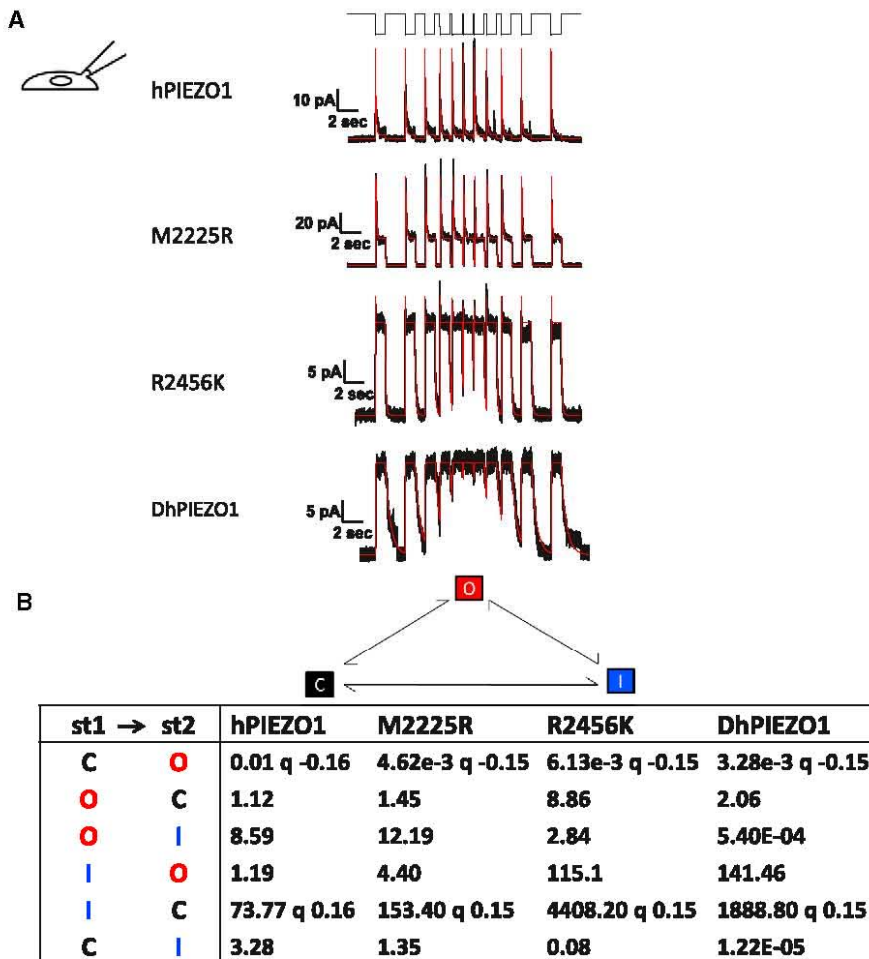 A
hPIEZO1
10 pA
2 sec
M2225R
20 pA
2 sec
R2456K
5 pA
2 sec
DhPIEZO1
5 pA
2 sec
B
O
C
I
st1 → st2 hPIEZO1 M2225R R2456K DhPIEZO1
C O 0.01 q -0.16 4.62e-3 q -0.15 6.13e-3 q -0.15 3.28e-3 q -0.15
O C 1.12 1.45 8.86 2.06
O I 8.59 12.19 2.84 5.40E-04
I O 1.19 4.40 115.1 141.46
I C 73.77 q 0.16 153.40 q 0.15 4408.20 q 0.15 1888.80 q 0.15
C I 3.28 1.35 0.08 1.22E-05